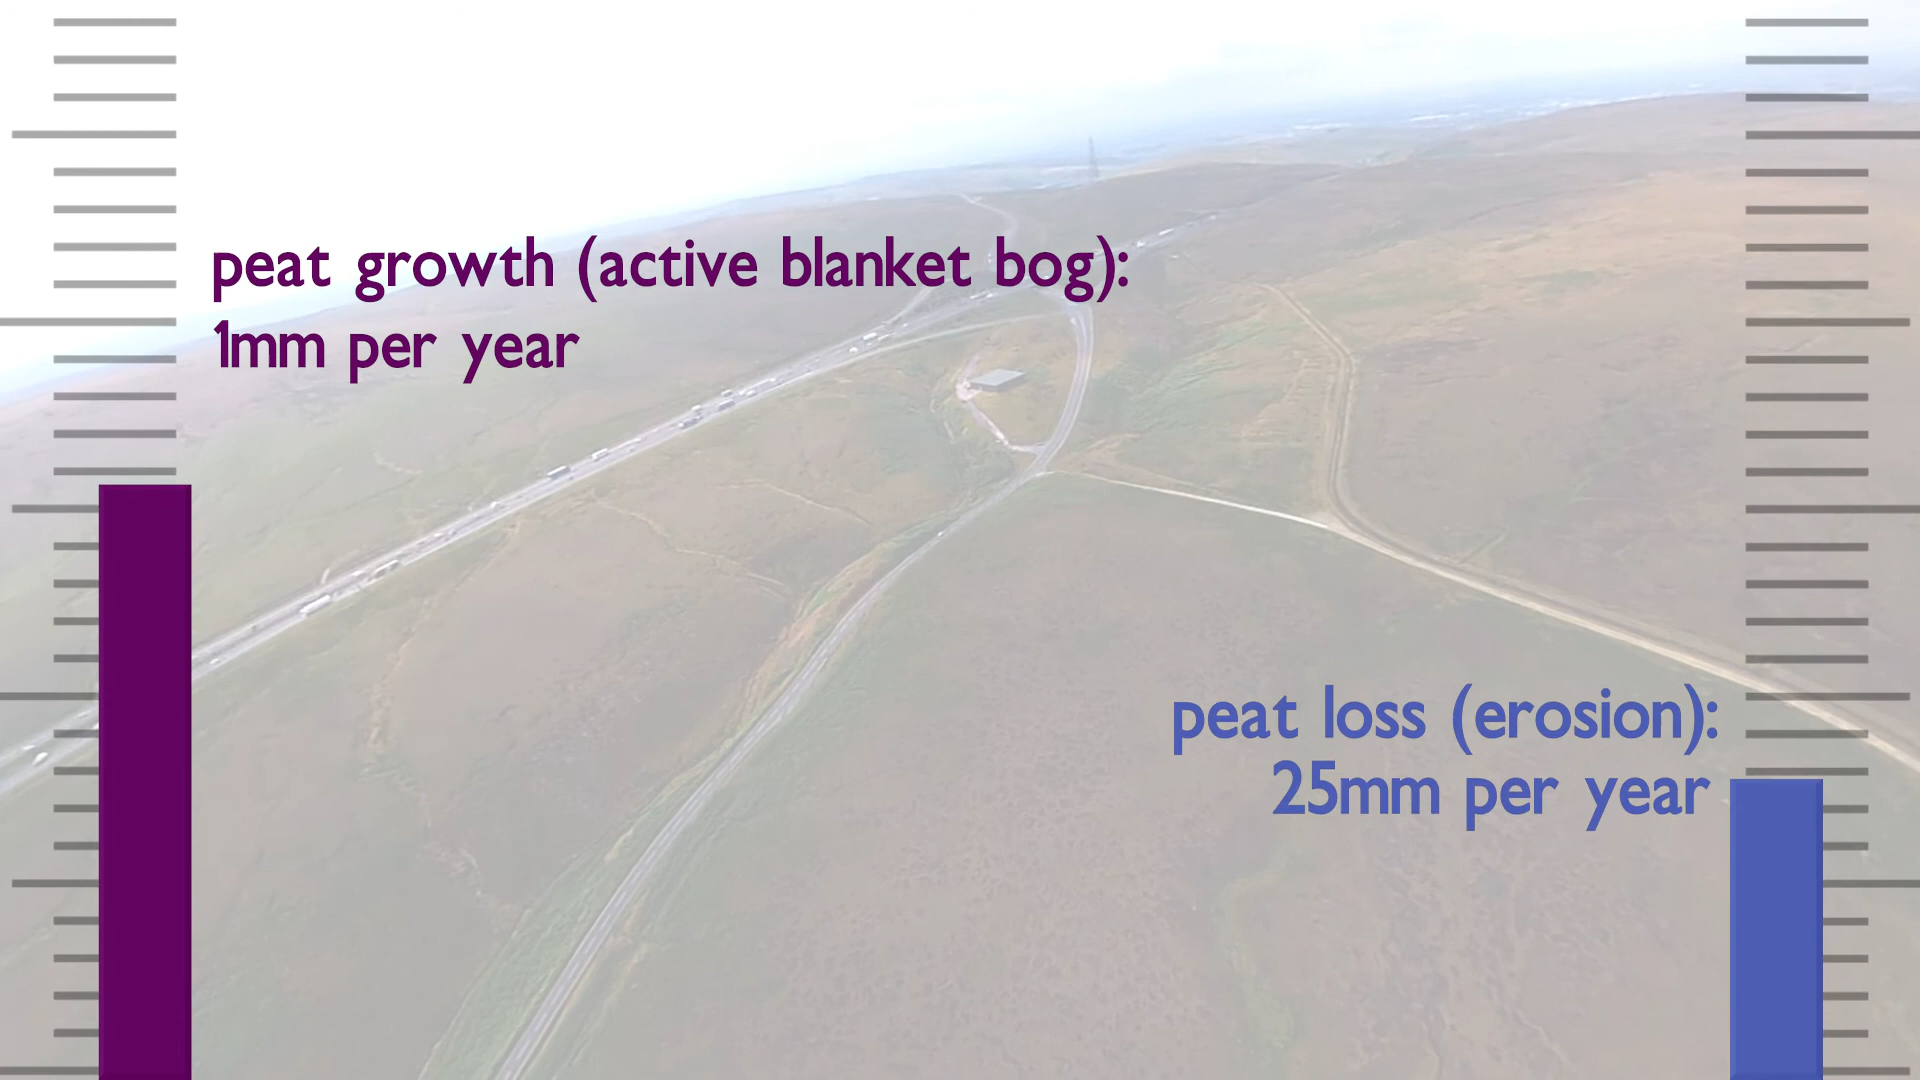 peat growth (active blanket bog):
1mm per year
peat loss (erosion):
25mm per year